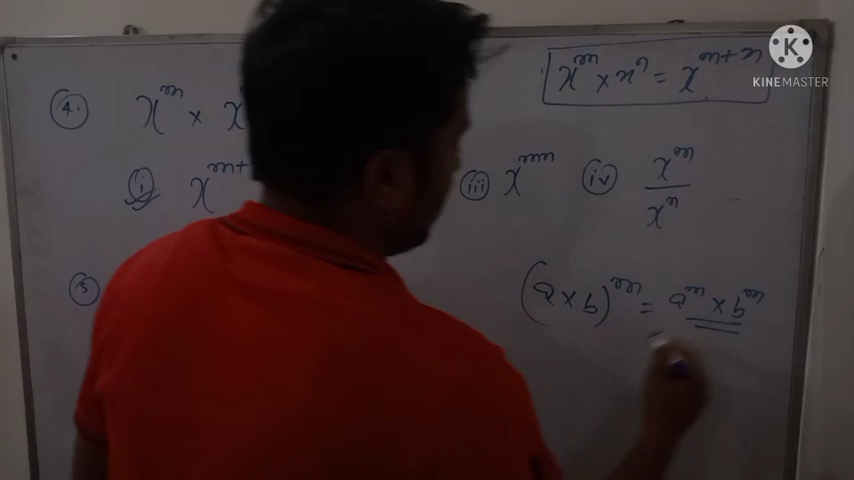 4. x^m × x
x^m × x^n = x^{m+n}
K
KINEMASTER
i x^{m+
iii x^{mn}
iv x^m / x^n
5.
(a × b)^m = a^m × b^m